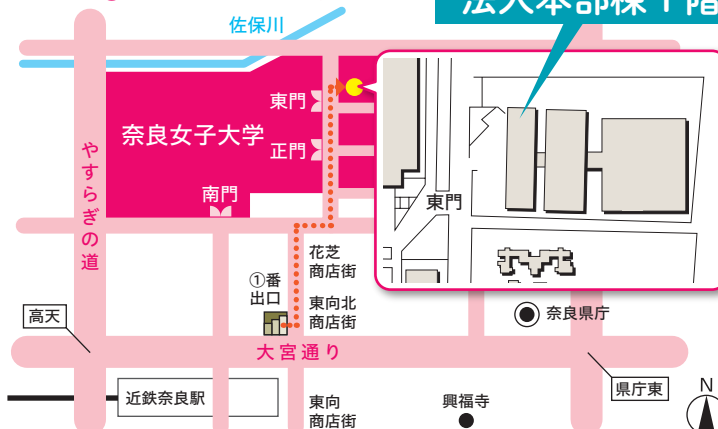 法人本部棟1階
佐保川
東門
奈良女子大学
正門
南門
やすらぎの道
東門
花芝
商店街
①番
出口
東向北
商店街
高天
奈良県庁
大宮通り
近鉄奈良駅
東向
商店街
興福寺
県庁東
N